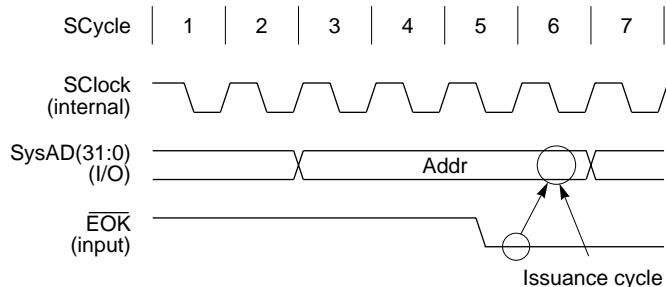 SCycle 1 2 3 4 5 6 7
SClock
(internal)
SysAD(31:0)
(I/O)
Addr
EOK
(input)
Issuance cycle